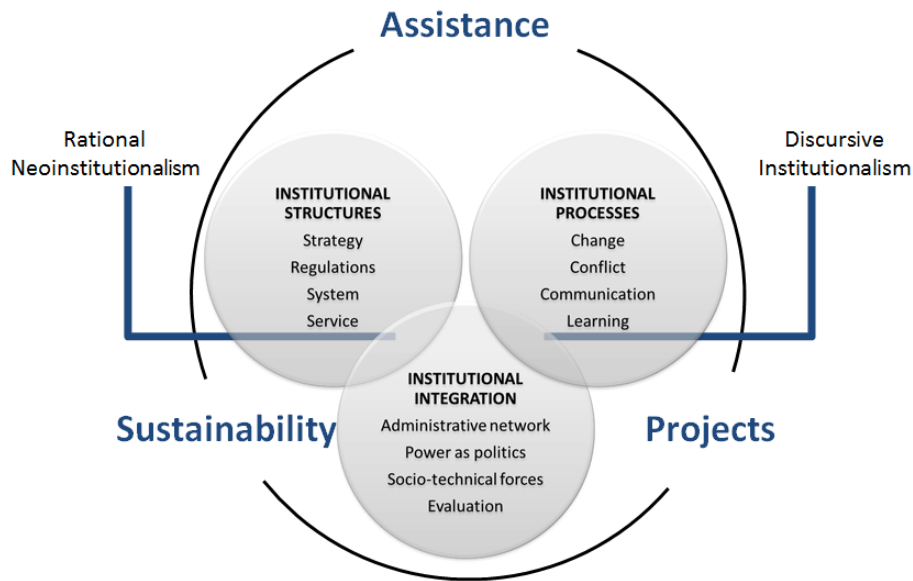 Assistance
Rational
Neoinstitutionalism
Discursive
Institutionalism
INSTITUTIONAL
STRUCTURES
Strategy
Regulations
System
Service
INSTITUTIONAL
PROCESSES
Change
Conflict
Communication
Learning
INSTITUTIONAL
INTEGRATION
Administrative network
Power as politics
Socio-technical forces
Evaluation
Sustainability
Projects